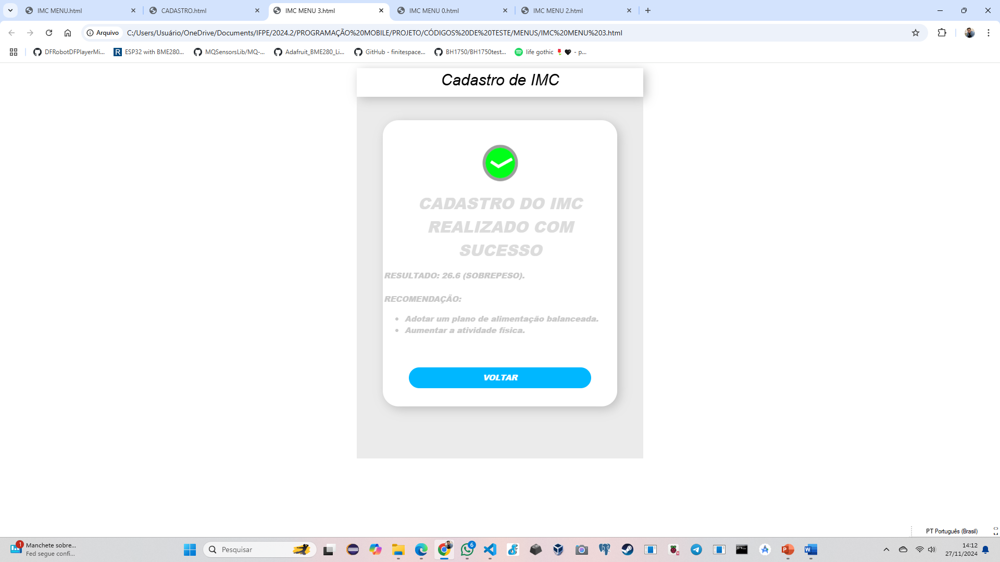 IMC MENU.html
CADASTRO.html
IMC MENU 3.html
IMC MENU 0.html
IMC MENU 2.html
Arquivo
C:/Users/Usuário/OneDrive/Documents/IFPE/2024.2/PROGRAMAÇÃO%20MOBILE/PROJETO/CÓDIGOS%20DE%20TESTE/MENUS/IMC%20MENU%203.html
DFRobotDFPlayerMi...
R ESP32 with BME280...
MQSensorsLib/MQ-...
Adafruit_BME280_Li...
GitHub - finitespace...
BH1750/BH1750test...
life gothic 🌹🖤 - p...
Cadastro de IMC
CADASTRO DO IMC
REALIZADO COM
SUCESSO
RESULTADO: 26.6 (SOBREPESO).
RECOMENDAÇÃO:
• Adotar um plano de alimentação balanceada.
• Aumentar a atividade física.
VOLTAR
PT Português (Brasil)
1
Manchete sobre...
Fed segue confi...
Pesquisar
6
14:12
27/11/2024